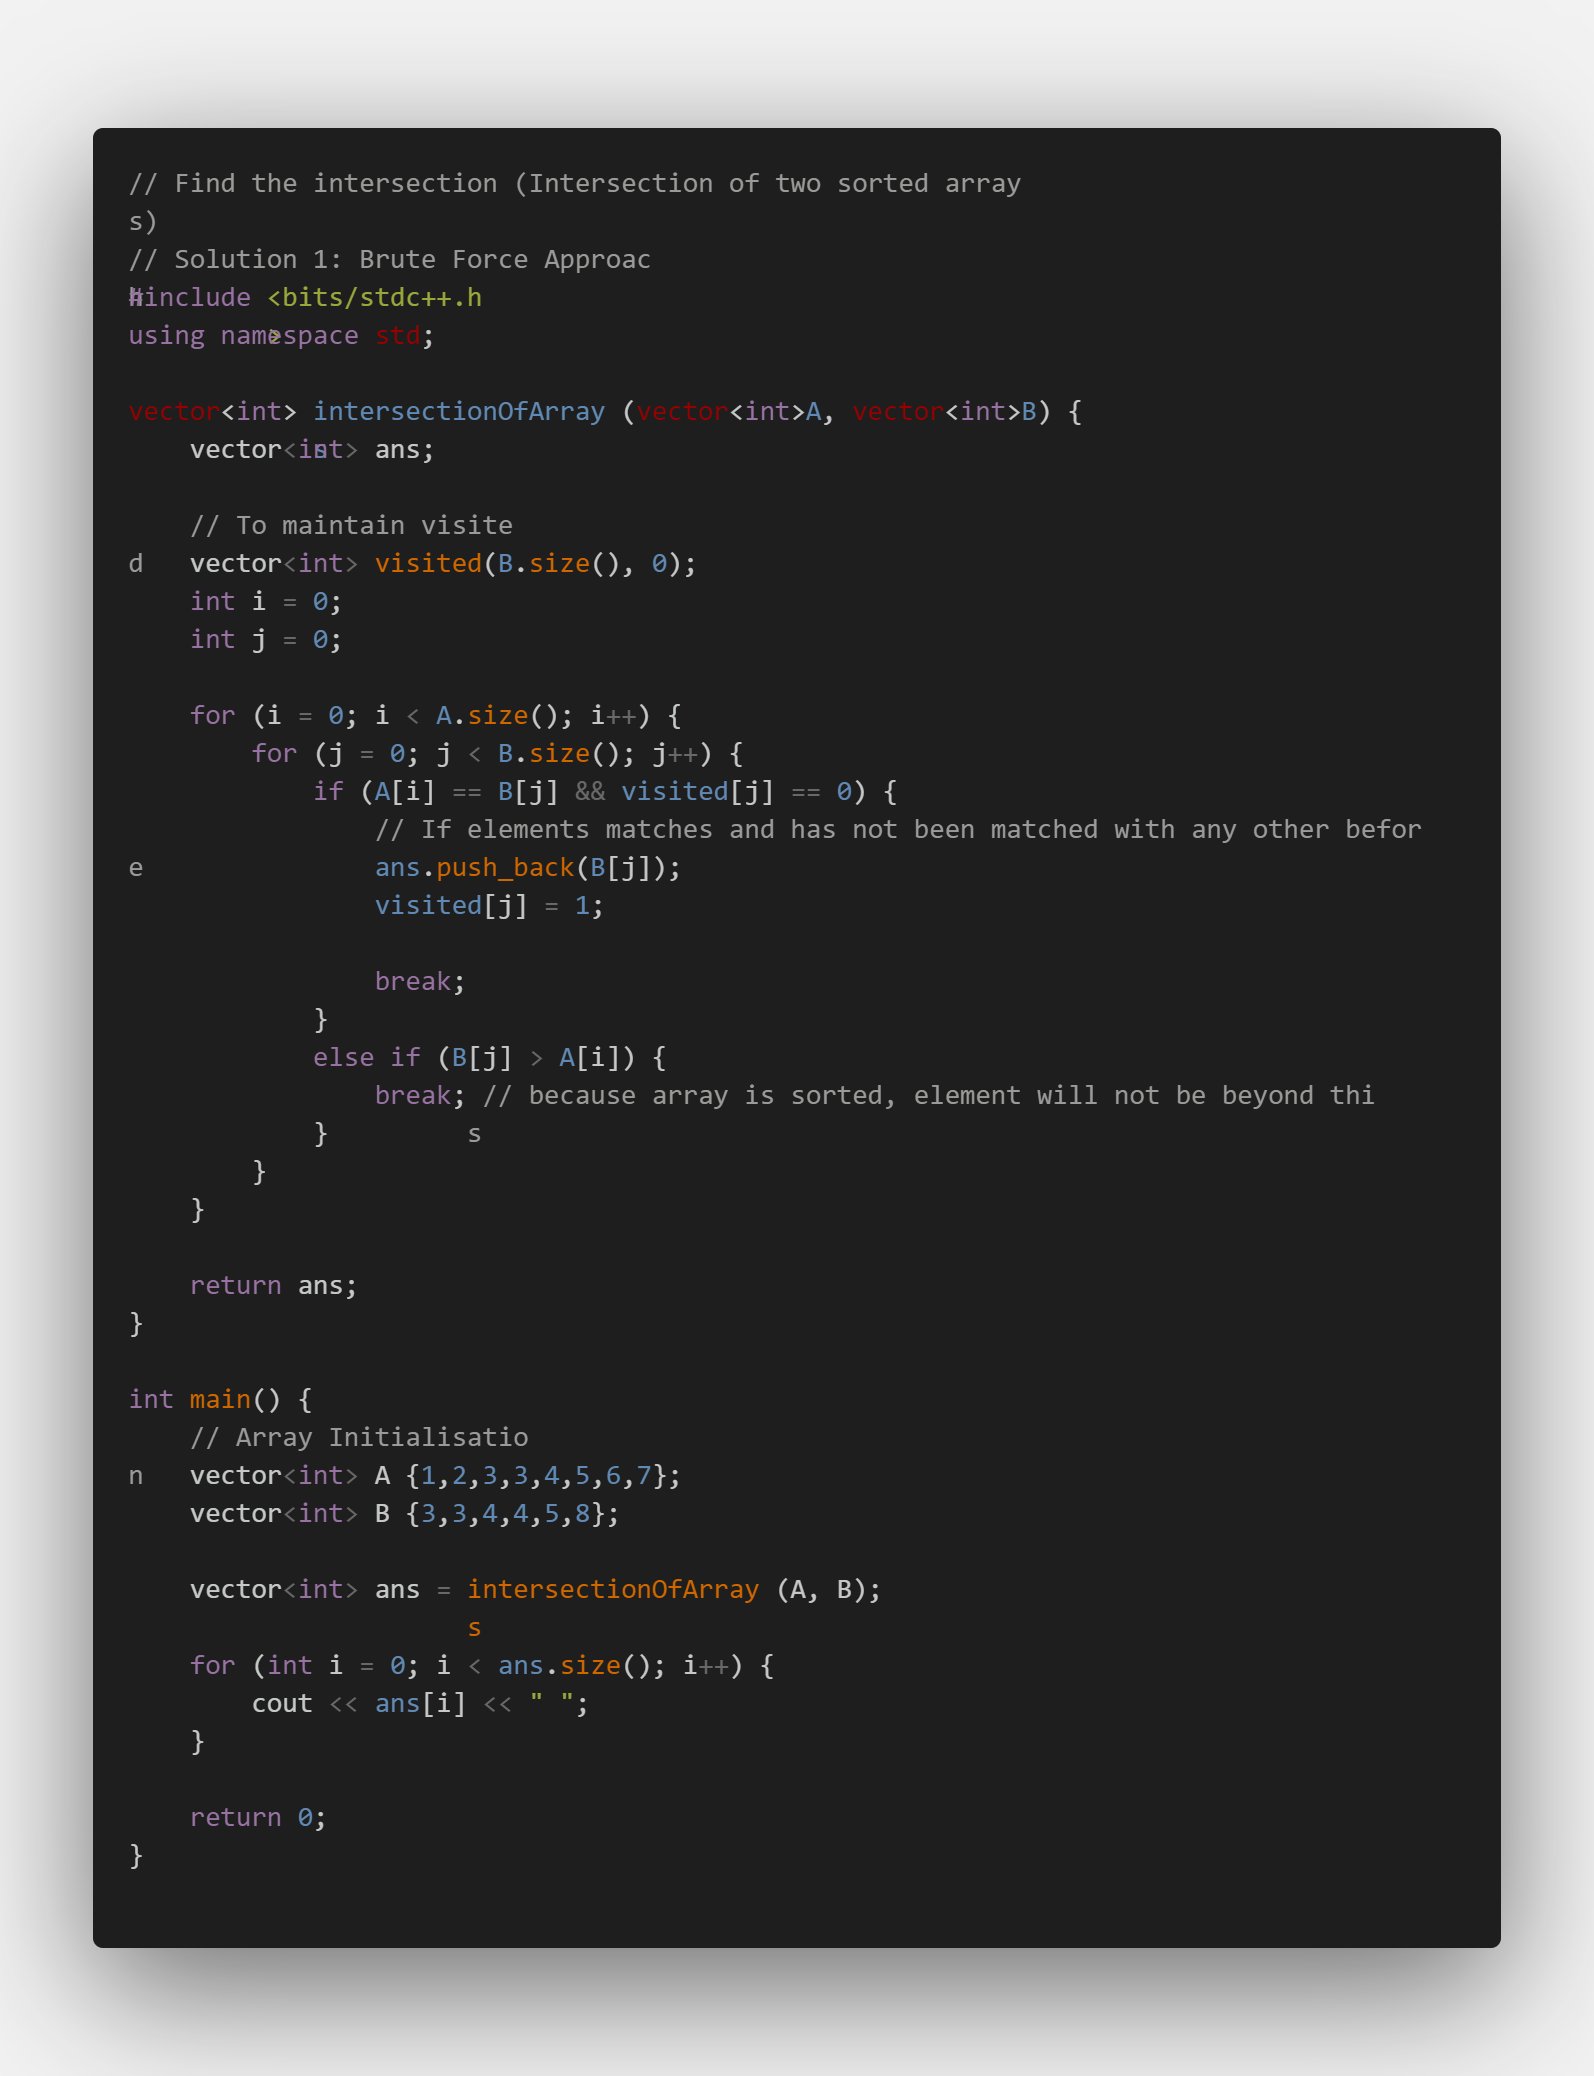 // Find the intersection (Intersection of two sorted array
s)
// Solution 1: Brute Force Approac
h
#include <bits/stdc++.h
>
using namespace std;
vector<int> intersectionOfArray (vector<int>A, vector<int>B) {
s
    vector<int> ans;
    // To maintain visite
d   vector<int> visited(B.size(), 0);
    int i = 0;
    int j = 0;
    for (i = 0; i < A.size(); i++) {
        for (j = 0; j < B.size(); j++) {
            if (A[i] == B[j] && visited[j] == 0) {
                // If elements matches and has not been matched with any other befor
e               ans.push_back(B[j]);
                visited[j] = 1;
                break;
            }
            else if (B[j] > A[i]) {
                break; // because array is sorted, element will not be beyond thi
            }         s
        }
    }
    return ans;
}
int main() {
    // Array Initialisatio
n   vector<int> A {1,2,3,3,4,5,6,7};
    vector<int> B {3,3,4,4,5,8};
    vector<int> ans = intersectionOfArray (A, B);
                      s
    for (int i = 0; i < ans.size(); i++) {
        cout << ans[i] << " ";
    }
    return 0;
}